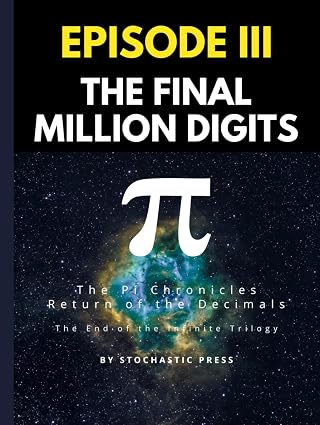 EPISODE III
THE FINAL
MILLION DIGITS
π
The Pi Chronicles
Return of the Decimals
The End of the Infinite Trilogy
BY STOCHASTIC PRESS